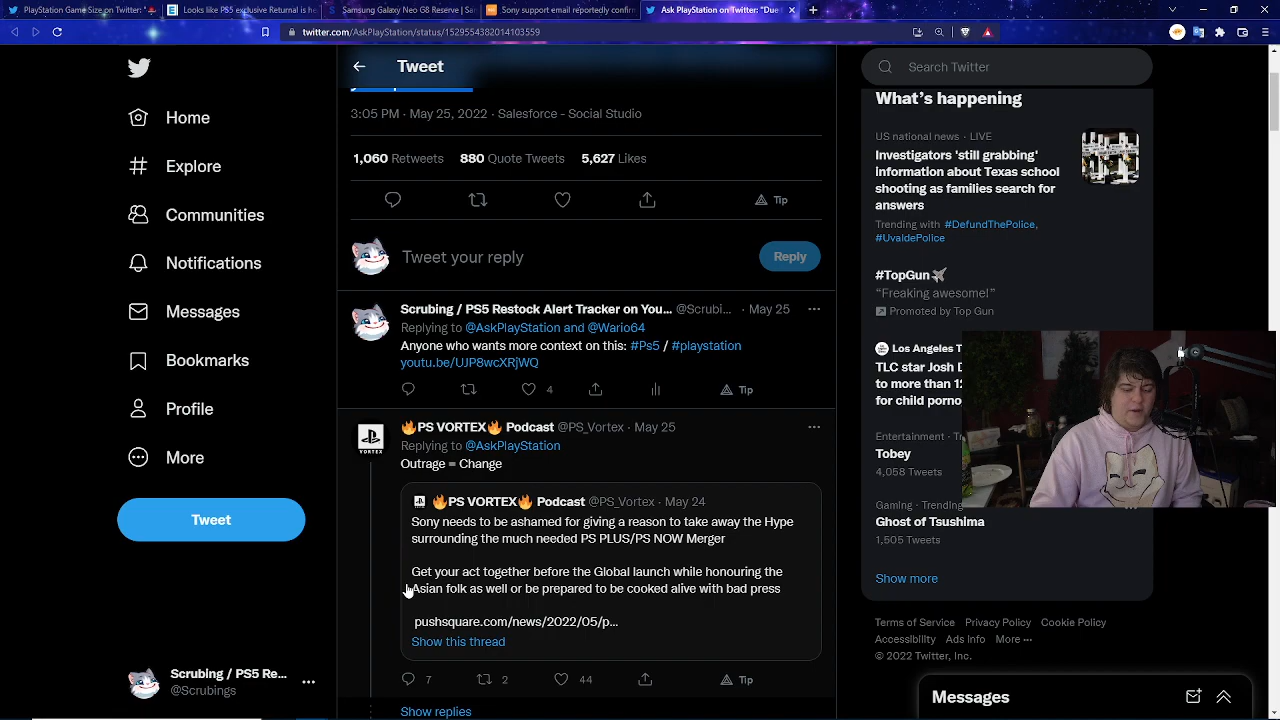 PlayStation Game Size on Twitter: "
Looks like PS5 exclusive Returnal is he
Samsung Galaxy Neo G8 Reserve | Se
Sony support email reportedly confirm
Ask PlayStation on Twitter: "Due
twitter.com/AskPlayStation/status/1529554382014103559
Tweet
Search Twitter
Home
Explore
Communities
Notifications
Messages
Bookmarks
Profile
More
Tweet
Scrubing / PS5 Re...
@Scrubings
3:05 PM · May 25, 2022 · Salesforce - Social Studio
1,060 Retweets 880 Quote Tweets 5,627 Likes
Tip
Tweet your reply
Reply
Scrubing / PS5 Restock Alert Tracker on You... @Scrubi... · May 25
Replying to @AskPlayStation and @Wario64
Anyone who wants more context on this: #Ps5 / #playstation
youtu.be/UJP8wcXRjWQ
4 Tip
VORTEX
🔥PS VORTEX🔥 Podcast @PS_Vortex · May 25
Replying to @AskPlayStation
Outrage = Change
🔥PS VORTEX🔥 Podcast @PS_Vortex · May 24
Sony needs to be ashamed for giving a reason to take away the Hype
surrounding the much needed PS PLUS/PS NOW Merger
Get your act together before the Global launch while honouring the
Asian folk as well or be prepared to be cooked alive with bad press
pushsquare.com/news/2022/05/p...
Show this thread
7 2 44 Tip
Show replies
What's happening
US national news · LIVE
Investigators 'still grabbing'
information about Texas school
shooting as families search for
answers
Trending with #DefundThePolice,
#UvaldePolice
#TopGun
"Freaking awesome!"
Promoted by Top Gun
Los Angeles T
TLC star Josh D
to more than 12
for child porno
Entertainment · Tr
Tobey
4,058 Tweets
Gaming · Trending
Ghost of Tsushima
1,505 Tweets
Show more
Terms of Service Privacy Policy Cookie Policy
Accessibility Ads info More ···
© 2022 Twitter, Inc.
Messages